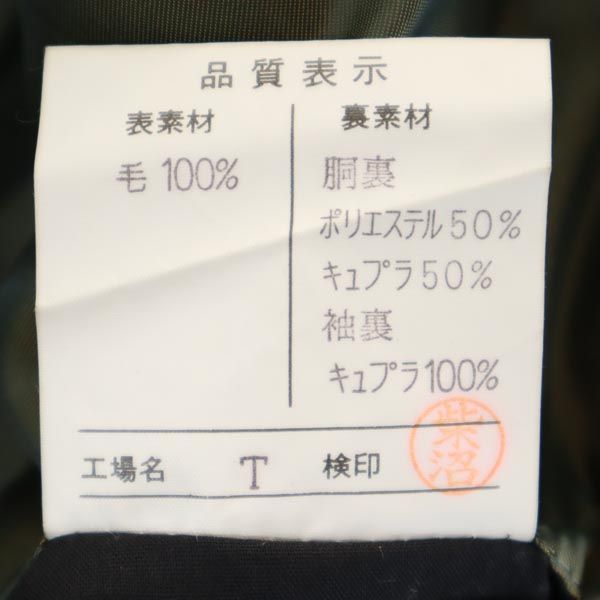 品質表示
表素材
毛 100%
裏素材
胴裏
ポリエステル50%
キュプラ50%
袖裏
キュプラ100%
工場名 T 検印 柴沼